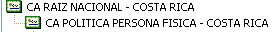 CA RAIZ NACIONAL - COSTA RICA
CA POLITICA PERSONA FISICA - COSTA RICA